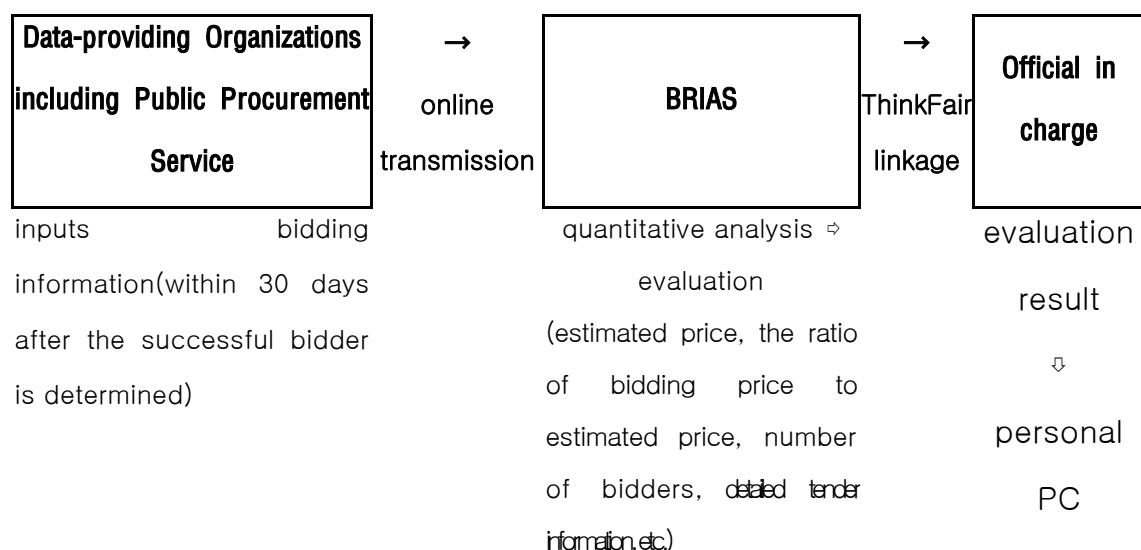 Data-providing Organizations
including Public Procurement
Service
→
online
transmission
BRIAS
→
ThinkFair
linkage
Official in
charge
inputs bidding
information(within 30 days
after the successful bidder
is determined)
quantitative analysis ⇨
evaluation
(estimated price, the ratio
of bidding price to
estimated price, number
of bidders, detailed tender
information.etc.)
evaluation
result
⇩
personal
PC